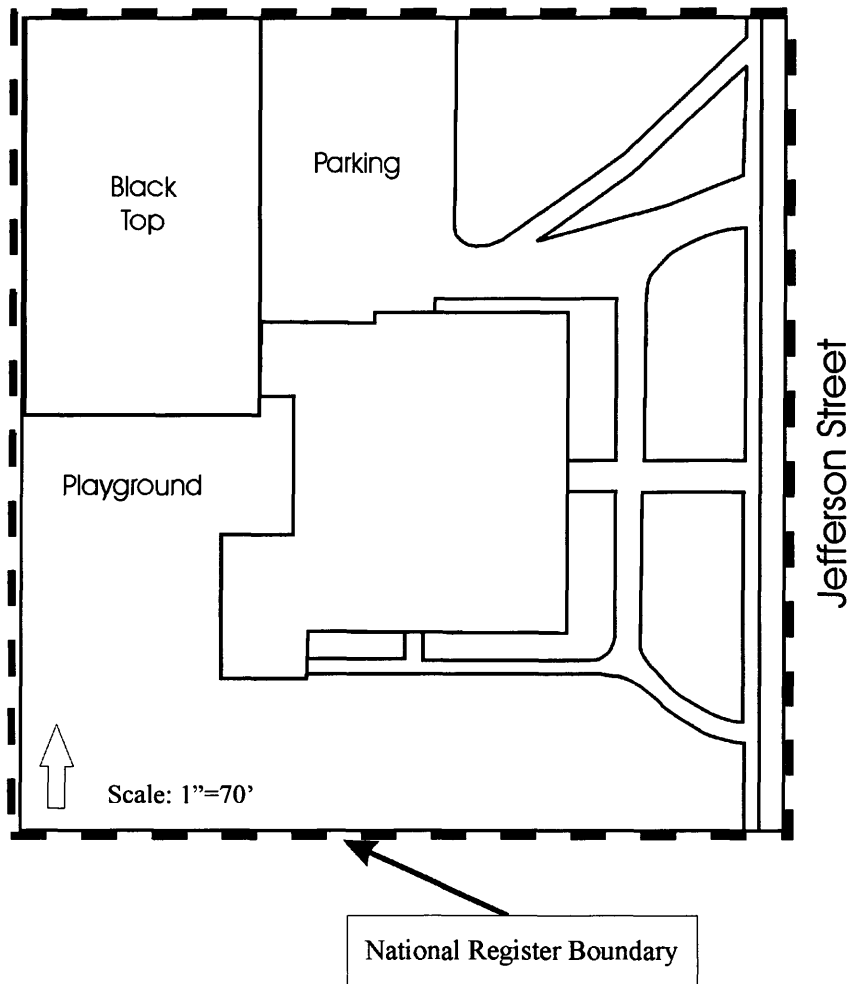 Black
Top
Parking
Playground
Jefferson Street
Scale: 1”=70’
National Register Boundary